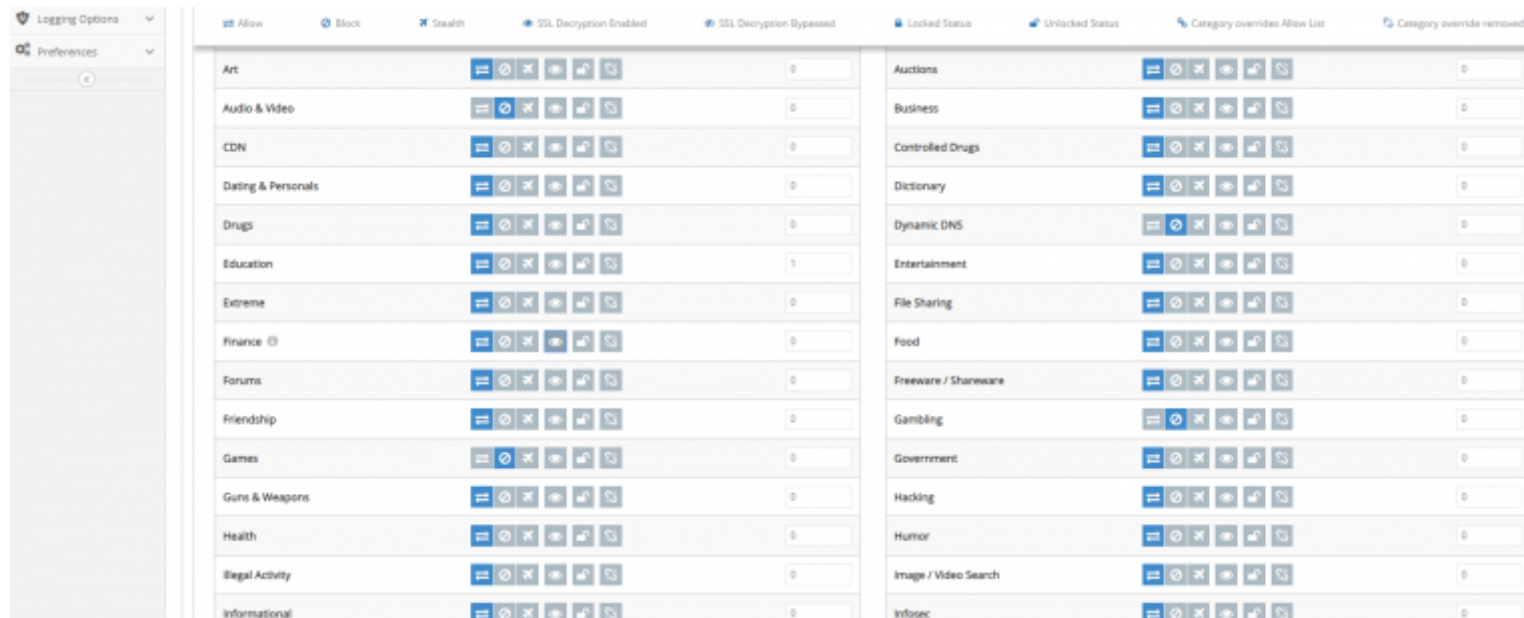 Logging Options
Allow Block Stealth SSL Decryption Enabled SSL Decryption Bypassed Locked Status Unlocked Status Category overrides Allow List Category override removed
Preferences
Art 0 Auctions 0
Audio & Video 0 Business 0
CDN 0 Controlled Drugs 0
Dating & Personals 0 Dictionary 0
Drugs 0 Dynamic DNS 0
Education 1 Entertainment 0
Extreme 0 File Sharing 0
Finance 0 Food 0
Forums 0 Freeware / Shareware 0
Friendship 0 Gambling 0
Games 0 Government 0
Guns & Weapons 0 Hacking 0
Health 0 Humor 0
Illegal Activity 0 Image / Video Search 0
Informational 0 Infosec 0